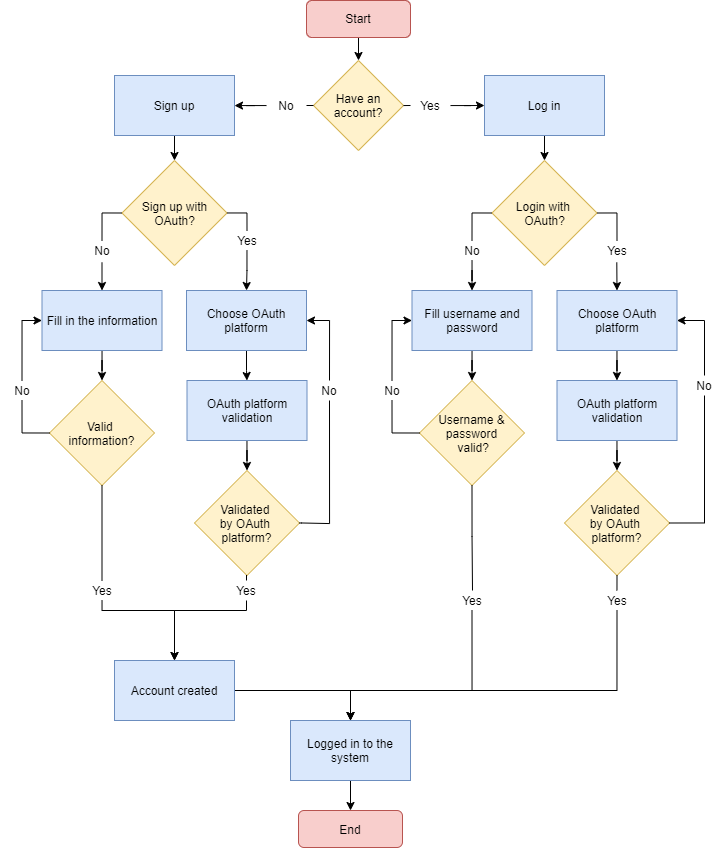 Start
Have an
account?
No
Yes
Sign up
Log in
Sign up with
OAuth?
Login with
OAuth?
No
Yes
No
Yes
Fill in the information
Choose OAuth
platform
Fill username and
password
Choose OAuth
platform
No
No
No
No
Valid
information?
OAuth platform
validation
Username &
password
valid?
OAuth platform
validation
Validated
by OAuth
platform?
Validated
by OAuth
platform?
Yes
Yes
Yes
Yes
Account created
Logged in to the
system
End